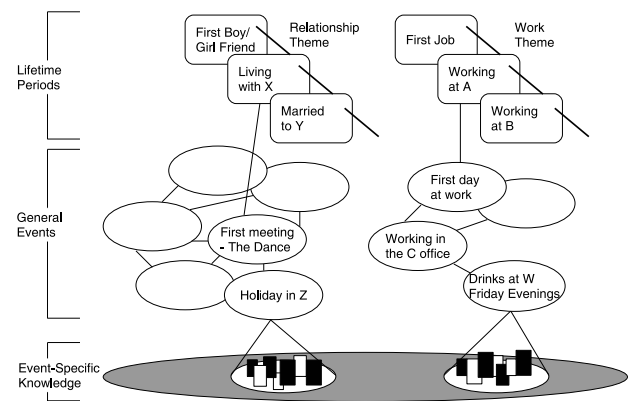 First Boy/
Girl Friend
Relationship
Theme
First Job
Work
Theme
Lifetime
Periods
Living
with X
Working
at A
Married
to Y
Working
at B
General
Events
First day
at work
First meeting
- The Dance
Working in
the C office
Holiday in Z
Drinks at W
Friday Evenings
Event-Specific
Knowledge